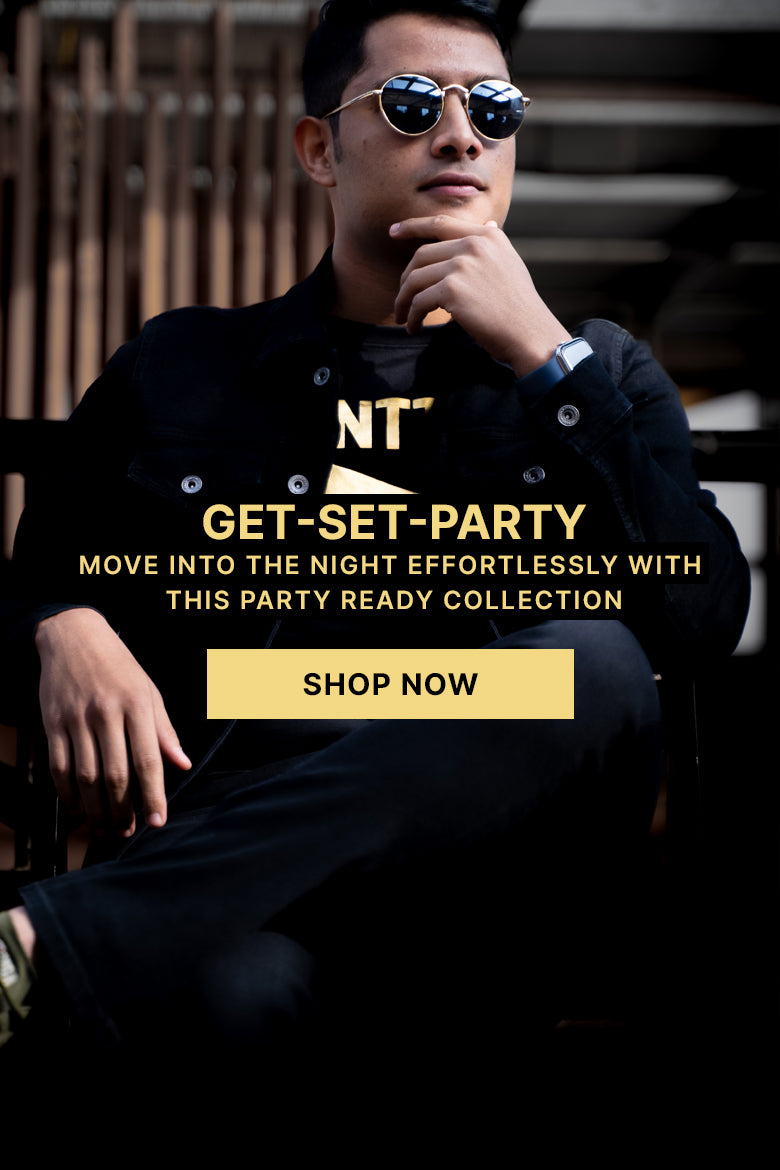 NT
GET-SET-PARTY
MOVE INTO THE NIGHT EFFORTLESSLY WITH
THIS PARTY READY COLLECTION
SHOP NOW